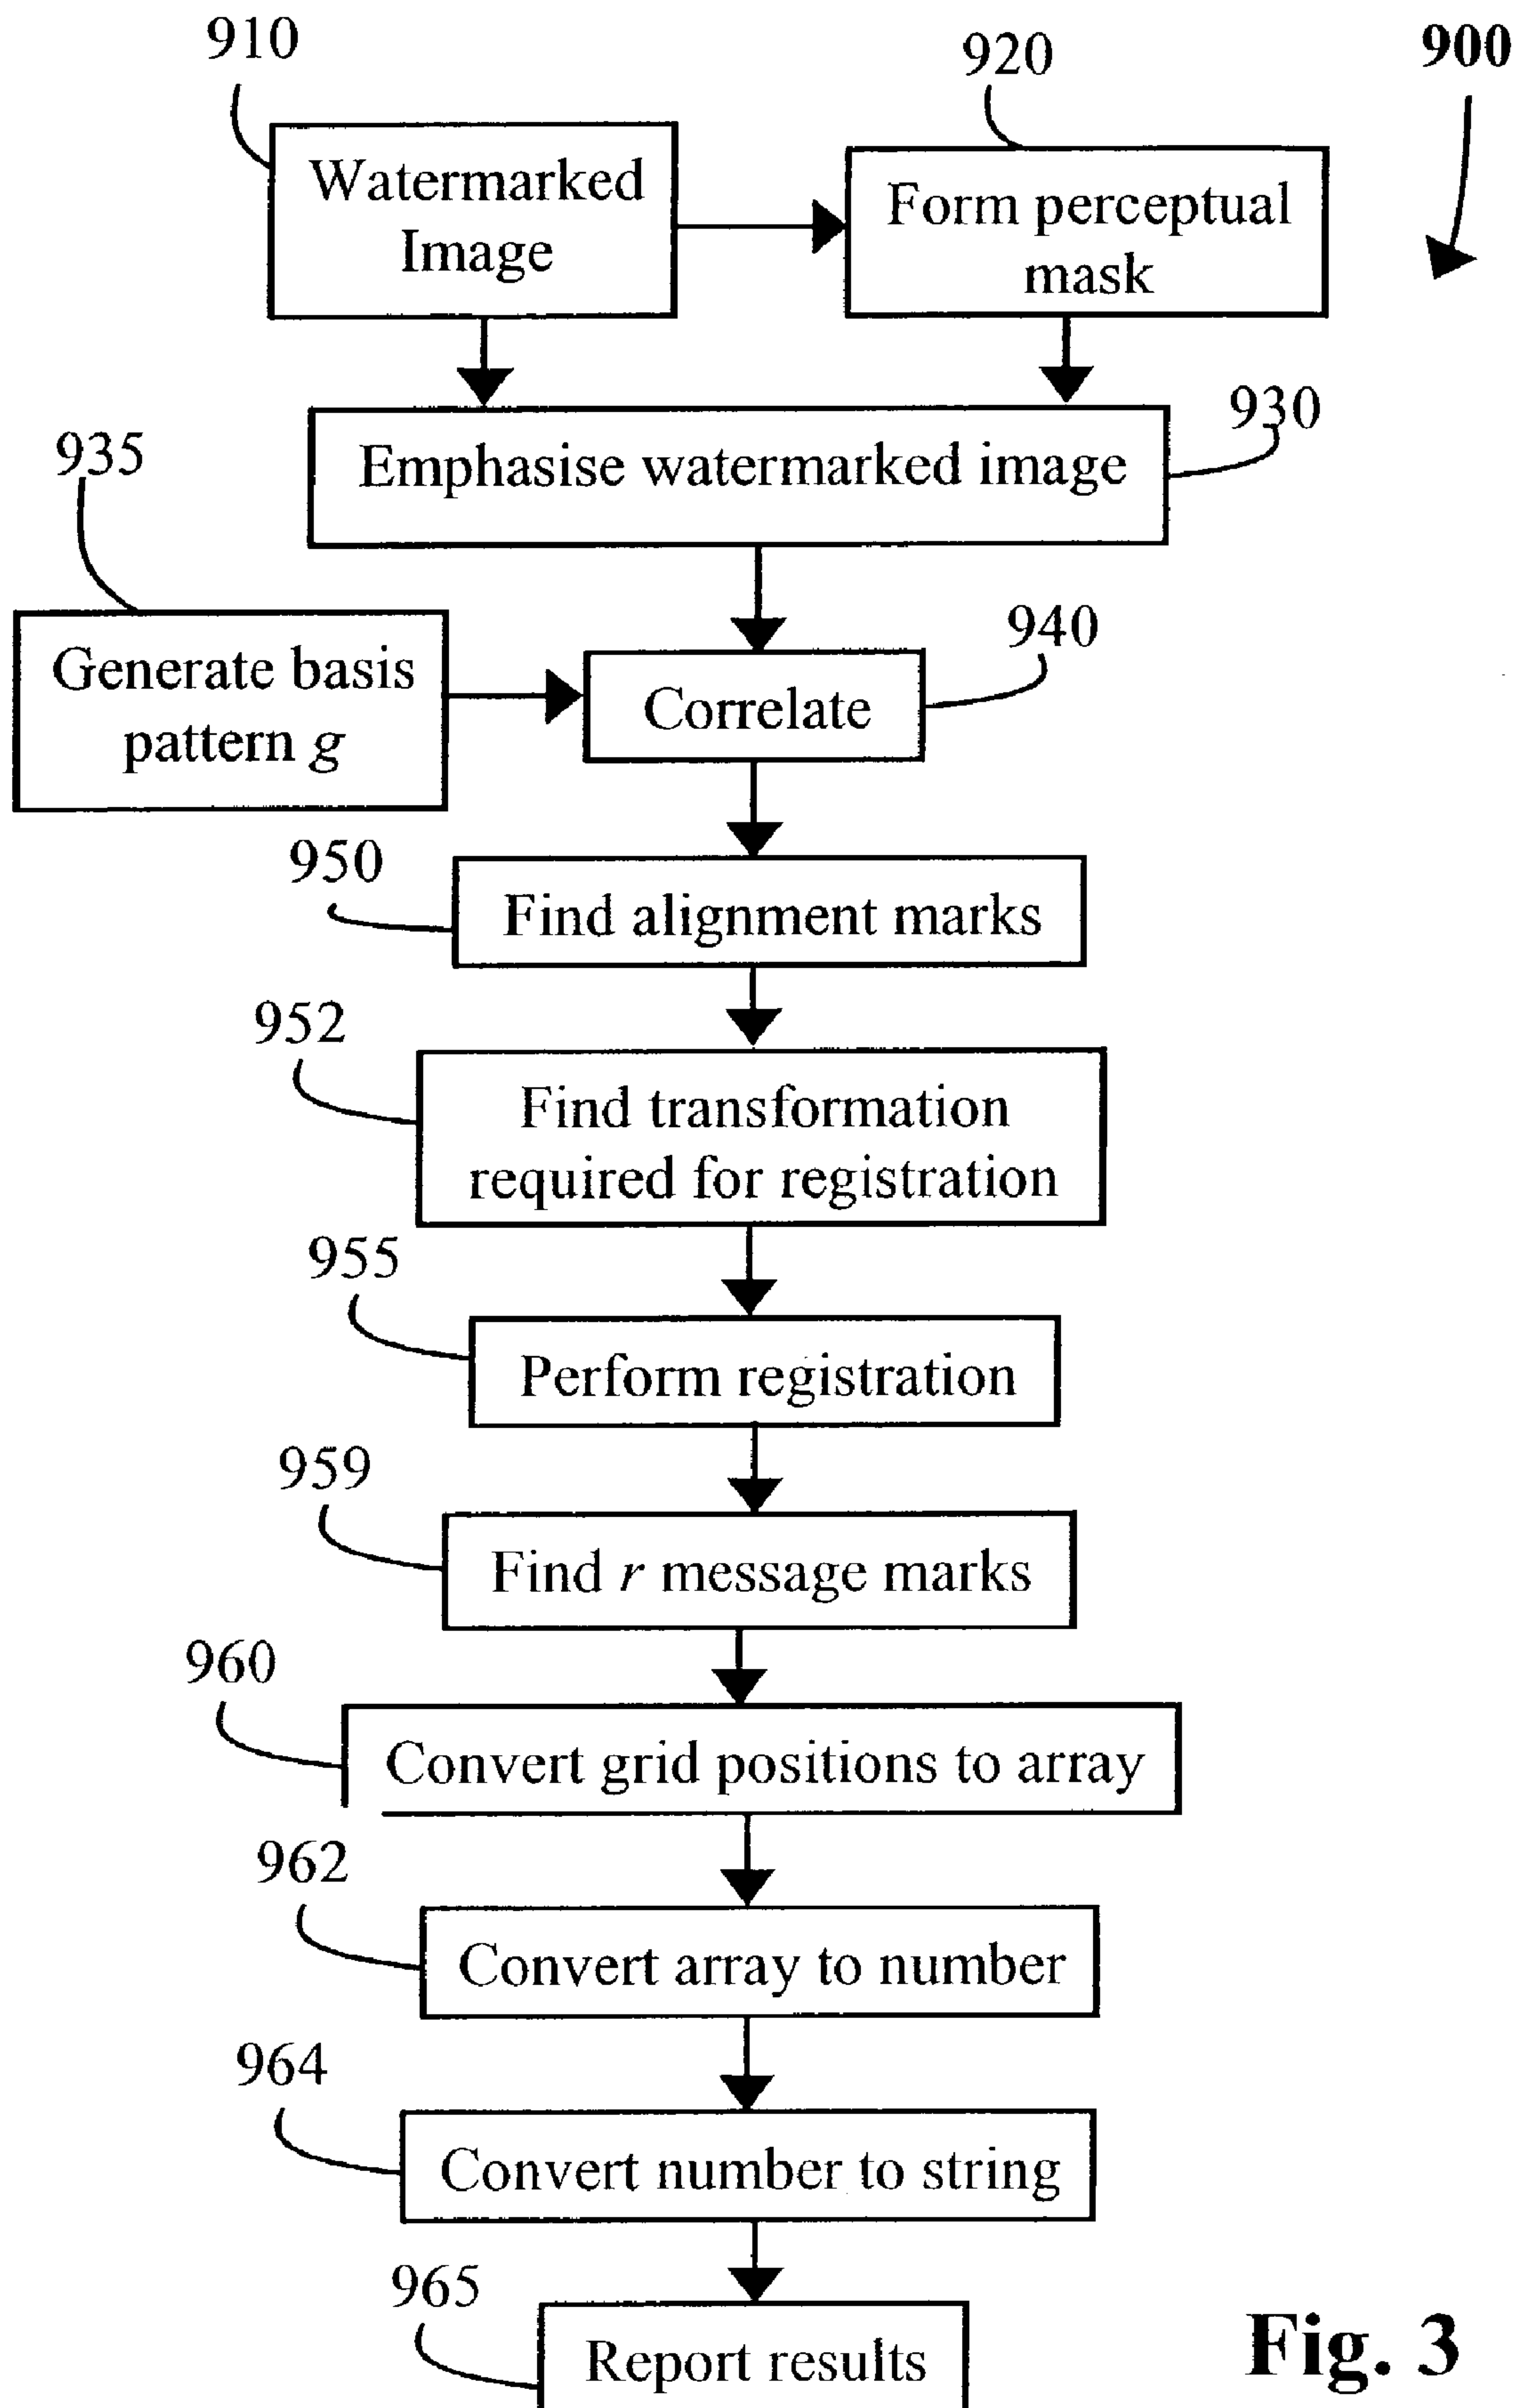 910
920
900
Watermarked
Image
Form perceptual
mask
930
Emphasise watermarked image
935
Generate basis
pattern g
940
Correlate
950
Find alignment marks
952
Find transformation
required for registration
955
Perform registration
959
Find r message marks
960
Convert grid positions to array
962
Convert array to number
964
Convert number to string
965
Report results
Fig. 3